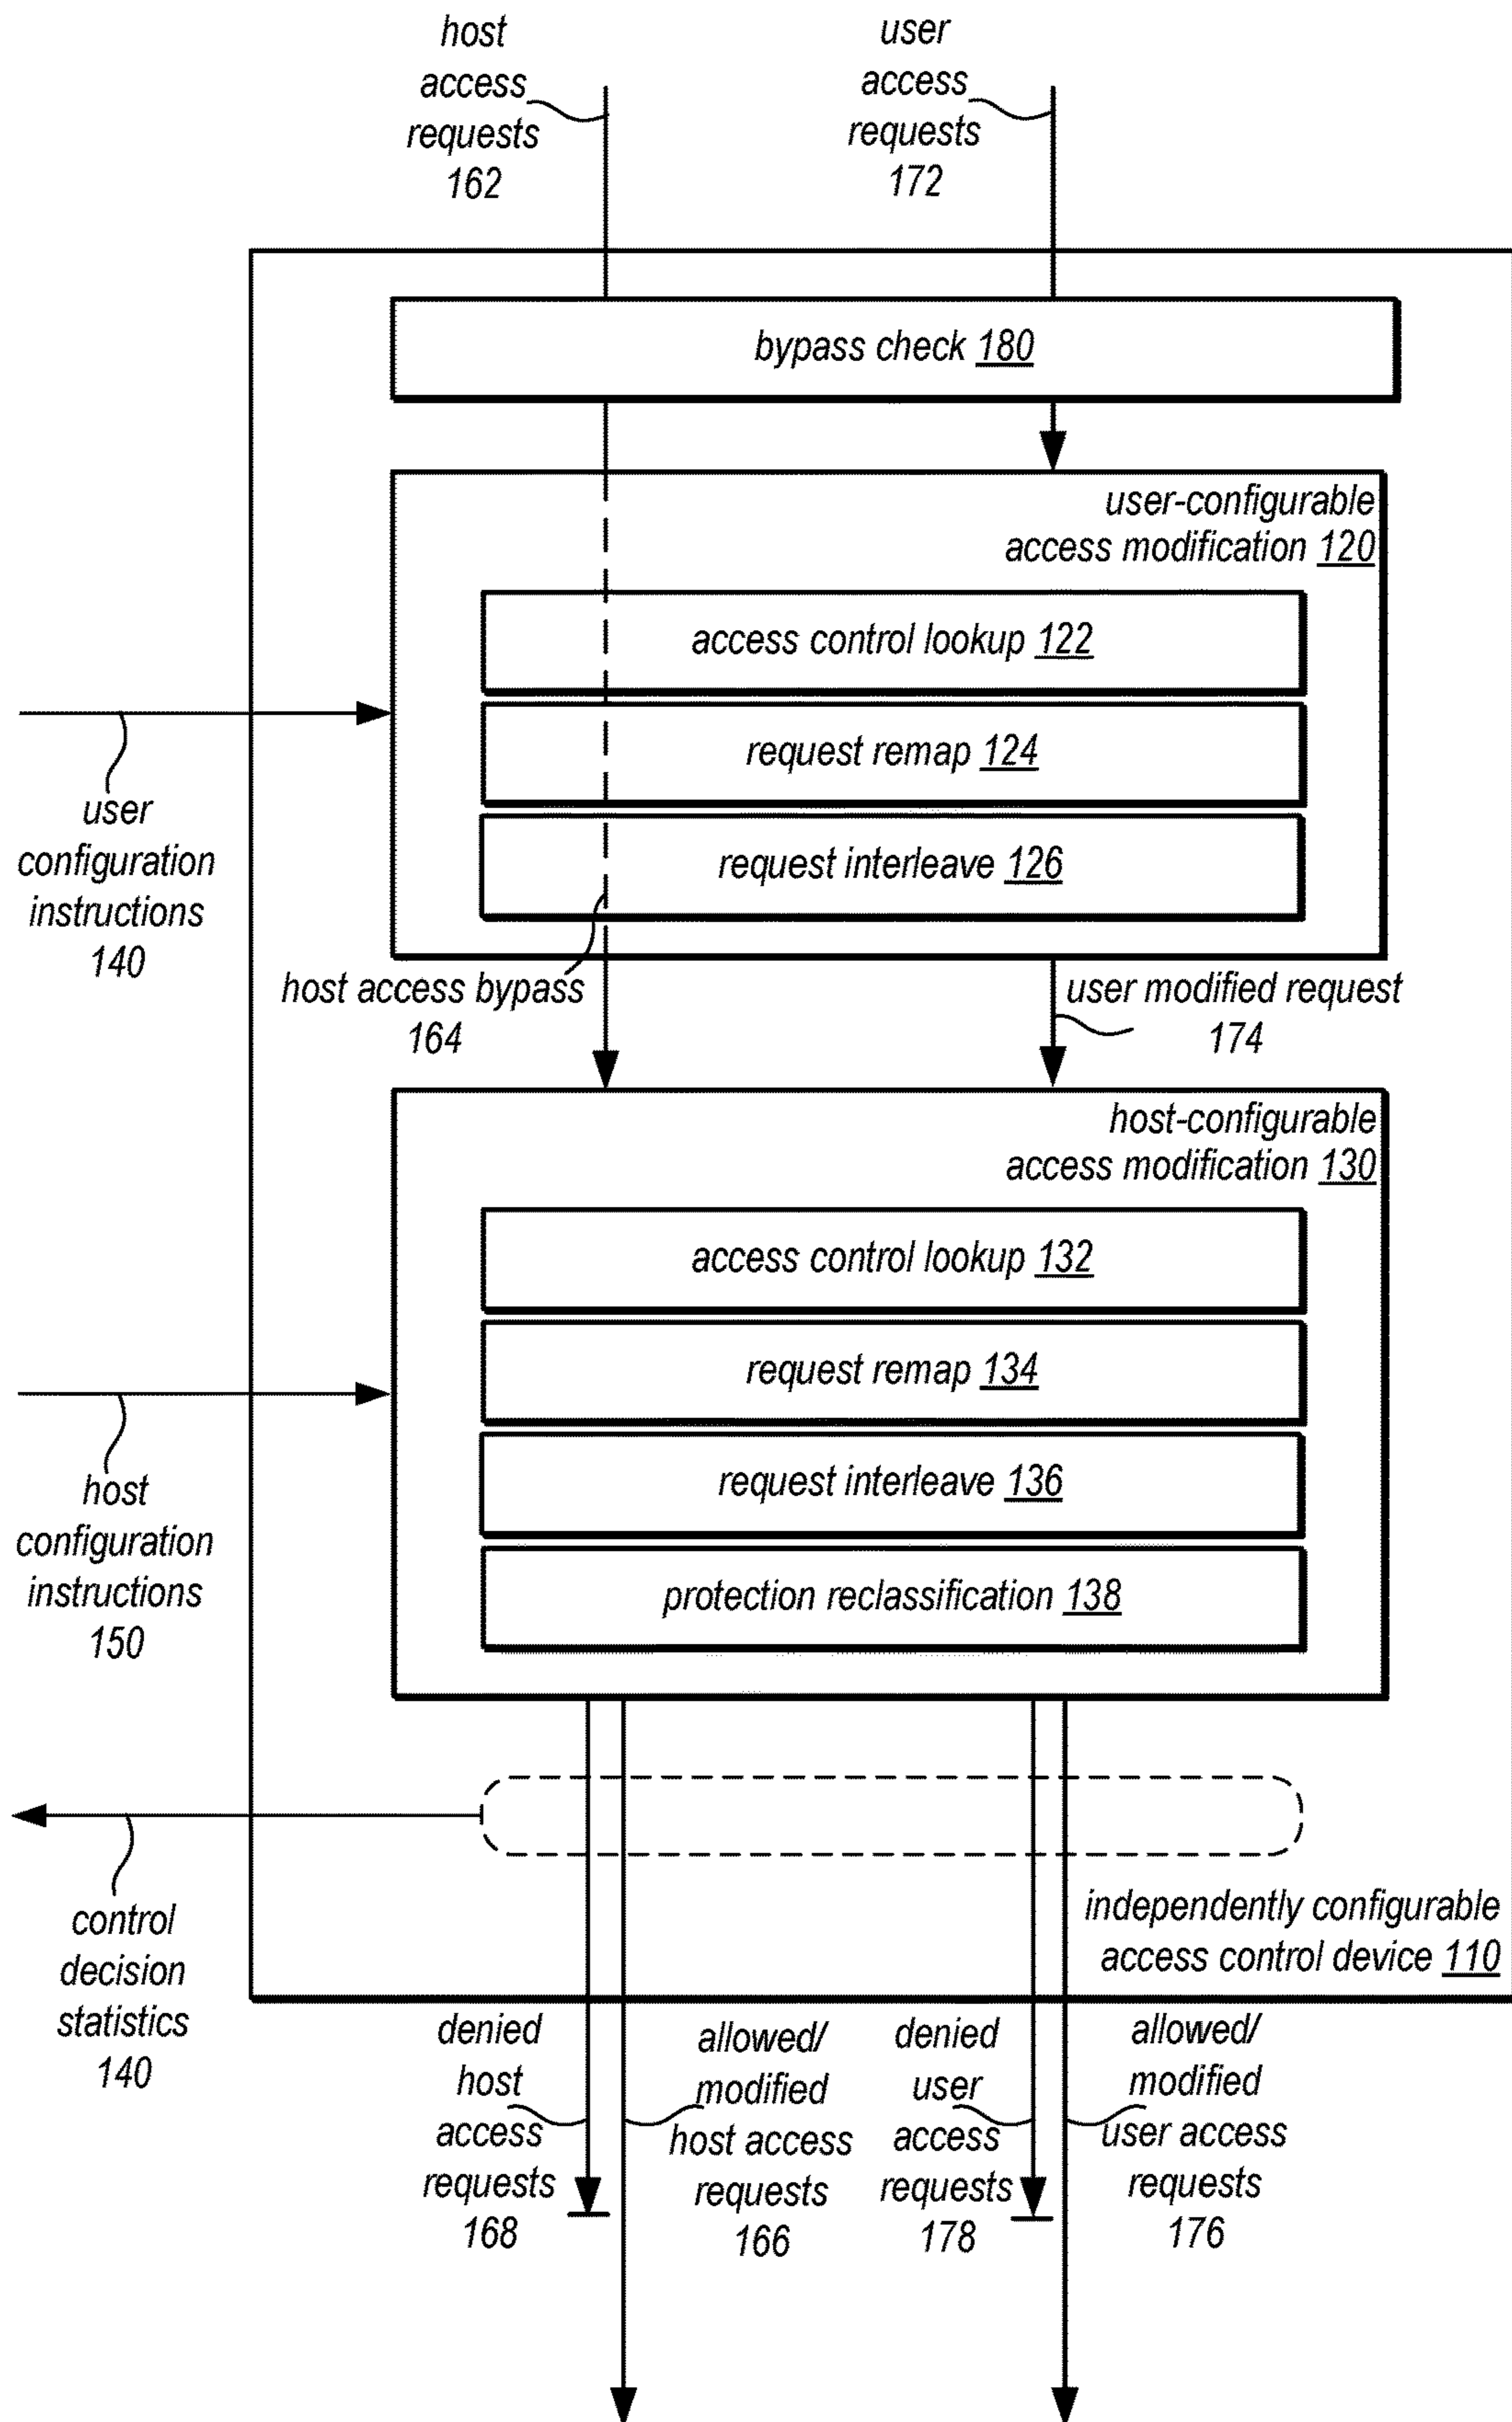 host
access
requests
162
user
access
requests
172
bypass check 180
user-configurable
access modification 120
access control lookup 122
request remap 124
request interleave 126
user
configuration
instructions
140
host access bypass
164
user modified request
174
host-configurable
access modification 130
access control lookup 132
request remap 134
request interleave 136
protection reclassification 138
host
configuration
instructions
150
control
decision
statistics
140
independently configurable
access control device 110
denied
host
access
requests
168
allowed/
modified
host access
requests
166
denied
user
access
requests
178
allowed/
modified
user access
requests
176